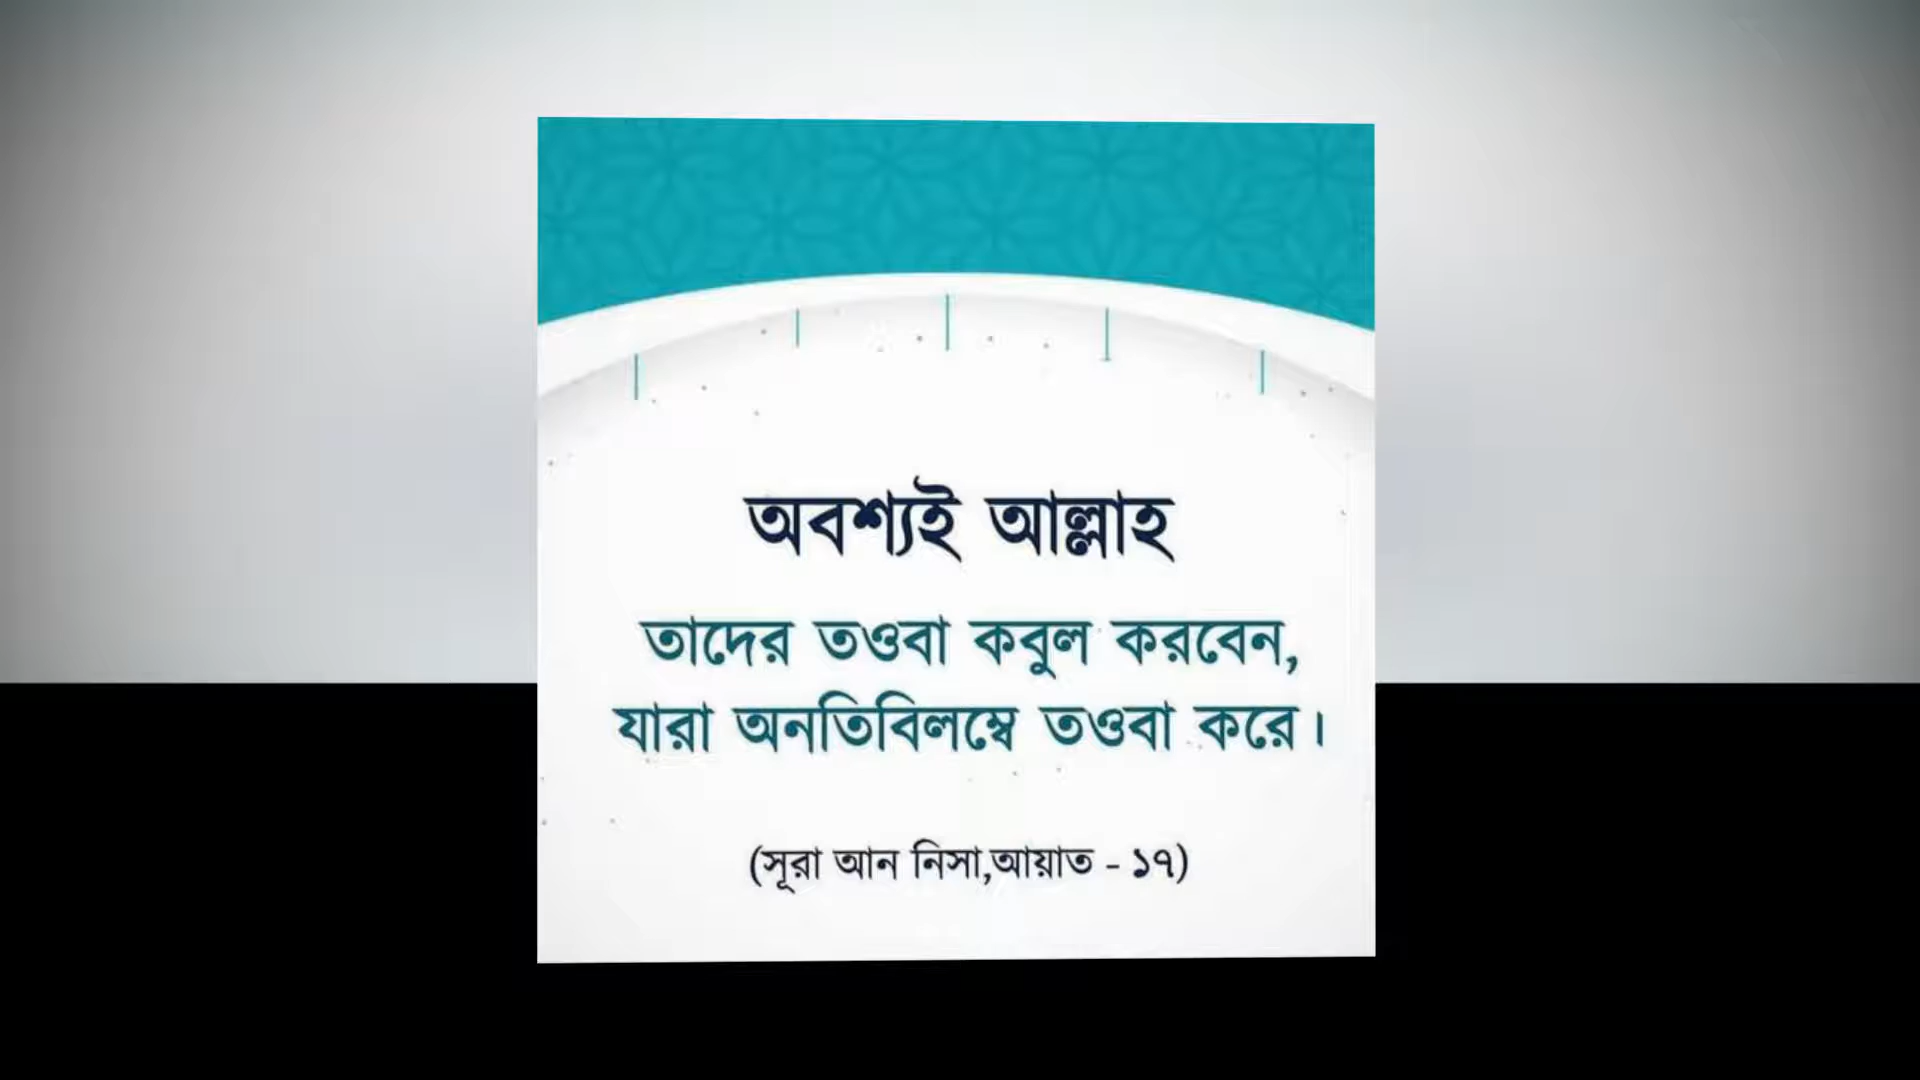 অবশ্যই আল্লাহ
তাদের তওবা কবুল করবেন,
যারা অনতিবিলম্বে তওবা করে।
(সূরা আন নিসা,আয়াত - ১৭)